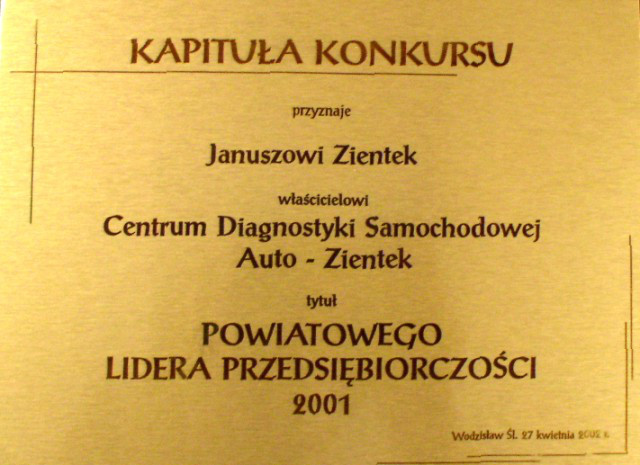 KAPITUŁA KONKURSU
przyznaje
Januszowi Zientek
właścicielowi
Centrum Diagnostyki Samochodowej
Auto - Zientek
tytuł
POWIATOWEGO
LIDERA PRZEDSIĘBIORCZOŚCI
2001
Wodzisław Śl. 27 kwietnia 2002 r.